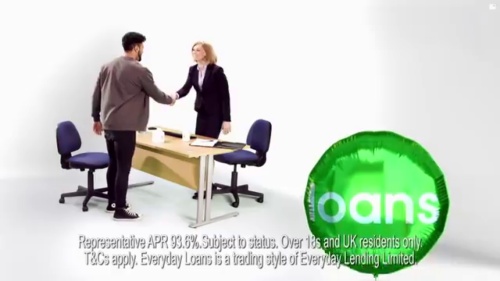 oans
Representative APR 93.6%.Subject to status. Over 18s and UK residents only.
T&Cs apply. Everyday Loans is a trading style of Everyday Lending Limited.